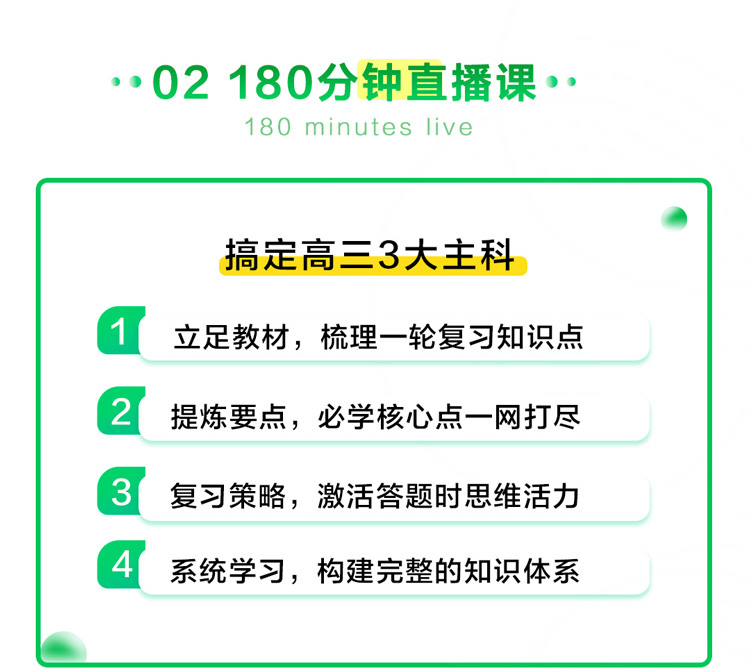 02 180分钟直播课
180 minutes live
搞定高三3大主科
1 立足教材，梳理一轮复习知识点
2 提炼要点，必学核心点一网打尽
3 复习策略，激活答题时思维活力
4 系统学习，构建完整的知识体系